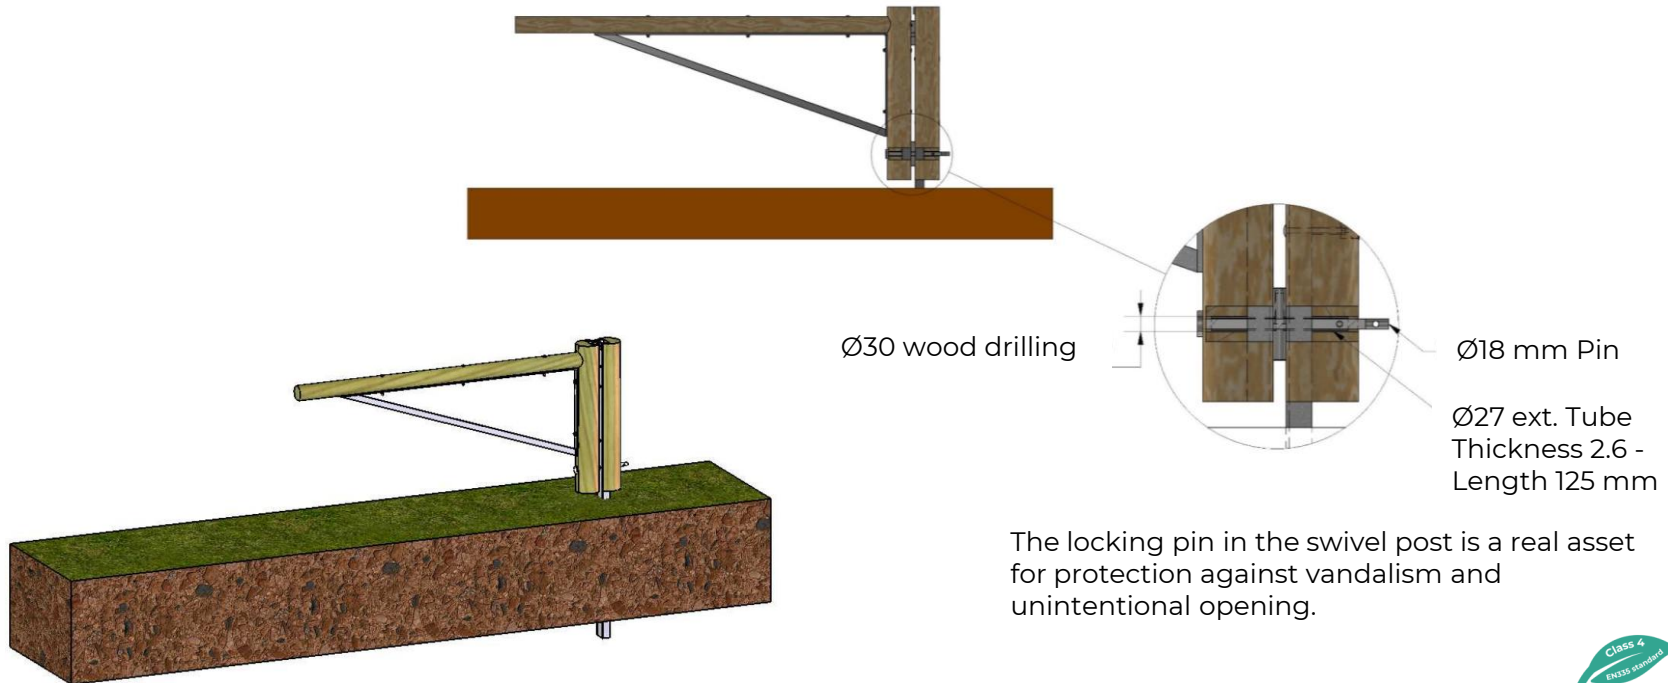 Ø30 wood drilling
Ø18 mm Pin
Ø27 ext. Tube
Thickness 2.6 -
Length 125 mm
The locking pin in the swivel post is a real asset
for protection against vandalism and
unintentional opening.
Class 4
EN335 standard